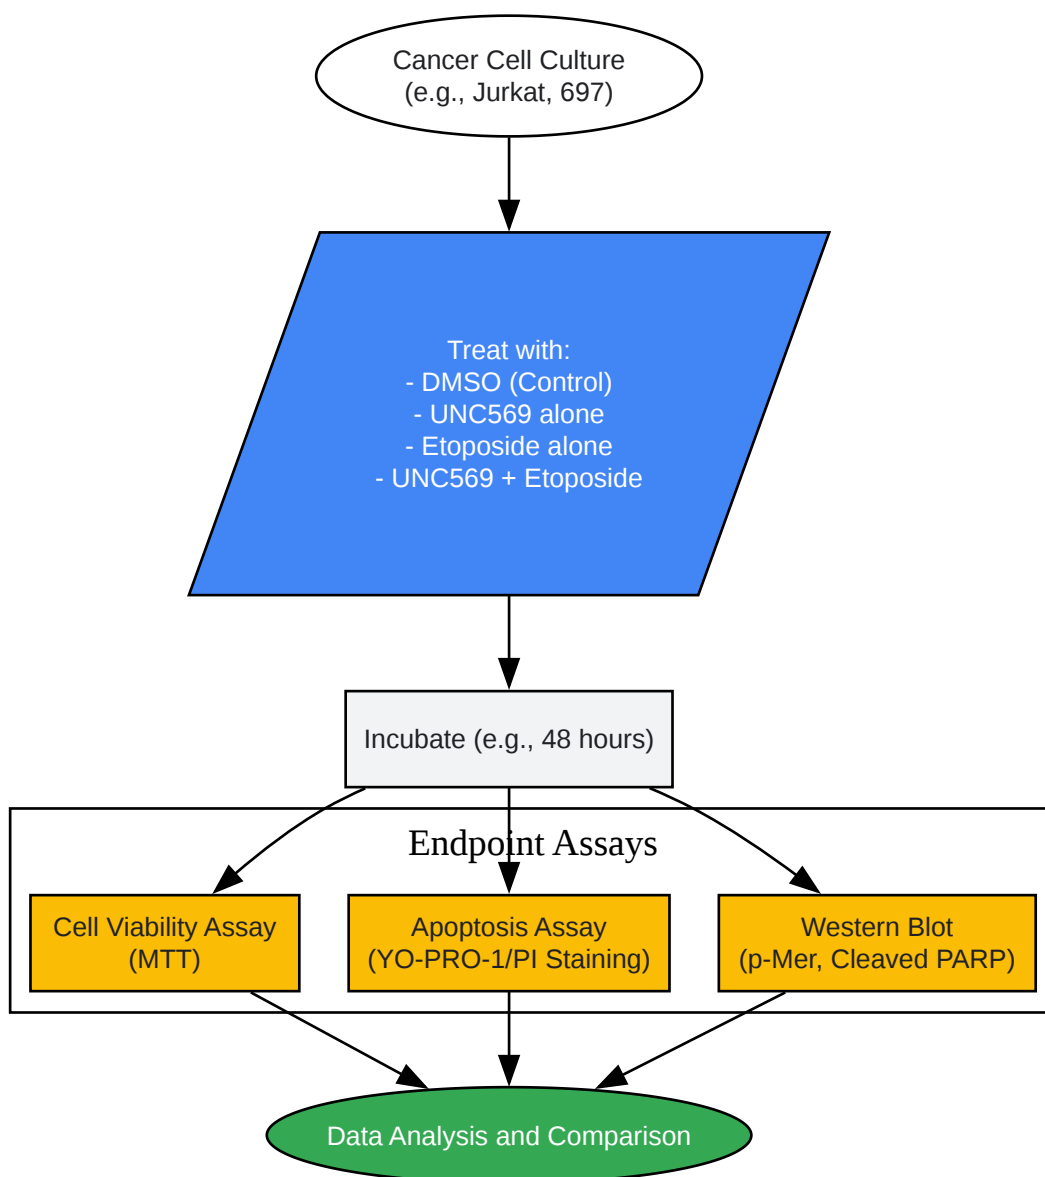 Cancer Cell Culture
(e.g., Jurkat, 697)
Treat with:
- DMSO (Control)
- UNC569 alone
- Etoposide alone
- UNC569 + Etoposide
Incubate (e.g., 48 hours)
Endpoint Assays
Cell Viability Assay
(MTT)
Apoptosis Assay
(YO-PRO-1/PI Staining)
Western Blot
(p-Mer, Cleaved PARP)
Data Analysis and Comparison